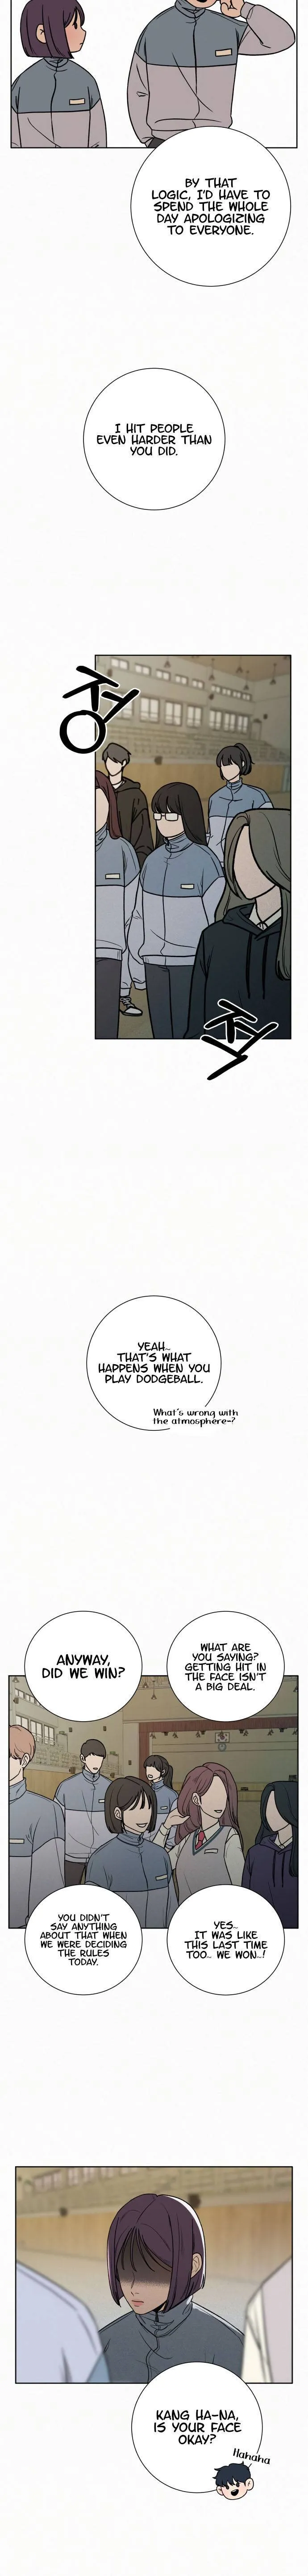 BY THAT
LOGIC, I'D HAVE TO
SPEND THE WHOLE
DAY APOLOGIZING
TO EVERYONE.
I HIT PEOPLE
EVEN HARDER THAN
YOU DID.
YEAH...
THAT'S WHAT
HAPPENS WHEN YOU
PLAY DODGEBALL.
What's wrong with
the atmosphere-?
ANYWAY,
DID WE WIN?
WHAT ARE
YOU SAYING?
GETTING HIT IN
THE FACE ISN'T
A BIG DEAL.
YOU DIDN'T
SAY ANYTHING
ABOUT THAT WHEN
WE WERE DECIDING
THE RULES
TODAY.
YES...
IT WAS LIKE
THIS LAST TIME
TOO... WE WON...!
KANG HA-NA,
IS YOUR FACE
OKAY?
Hahaha